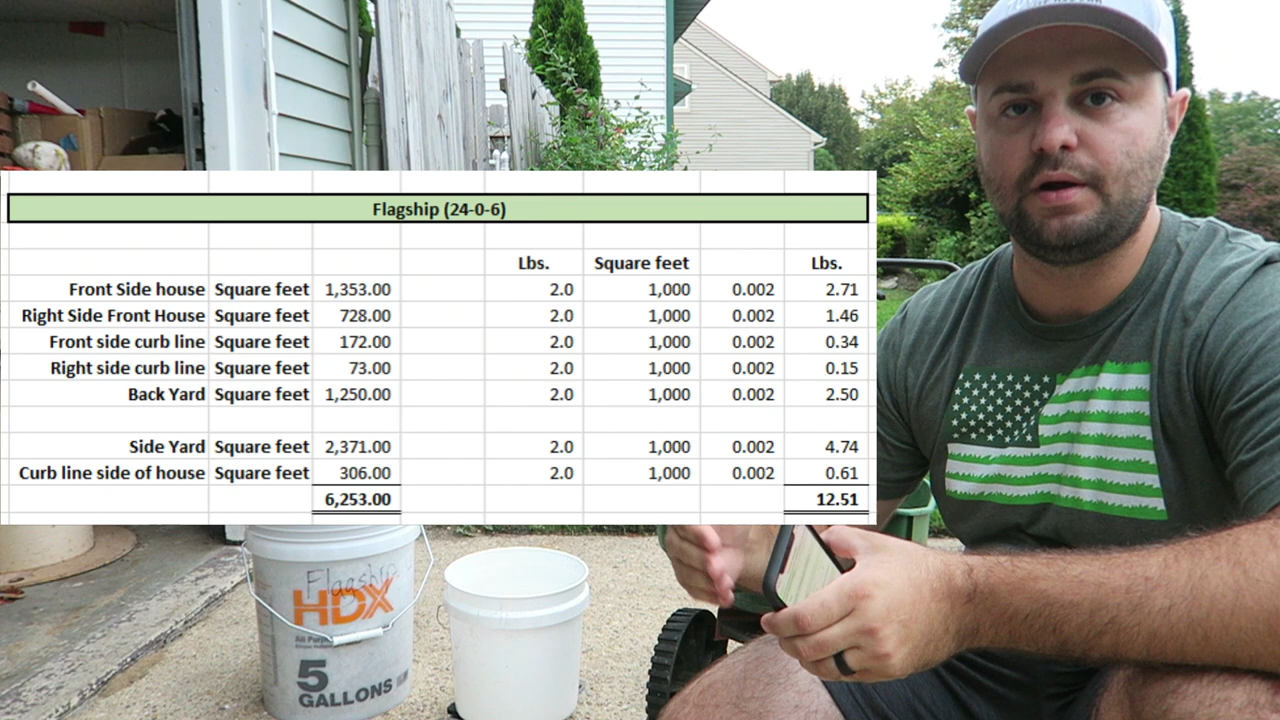 Flagship (24-0-6)
Lbs. Square feet Lbs.
Front Side house Square feet 1,353.00 2.0 1,000 0.002 2.71
Right Side Front House Square feet 728.00 2.0 1,000 0.002 1.46
Front side curb line Square feet 172.00 2.0 1,000 0.002 0.34
Right side curb line Square feet 73.00 2.0 1,000 0.002 0.15
Back Yard Square feet 1,250.00 2.0 1,000 0.002 2.50
Side Yard Square feet 2,371.00 2.0 1,000 0.002 4.74
Curb line side of house Square feet 306.00 2.0 1,000 0.002 0.61
6,253.00 12.51
Flagship
HDX
5
GALLONS